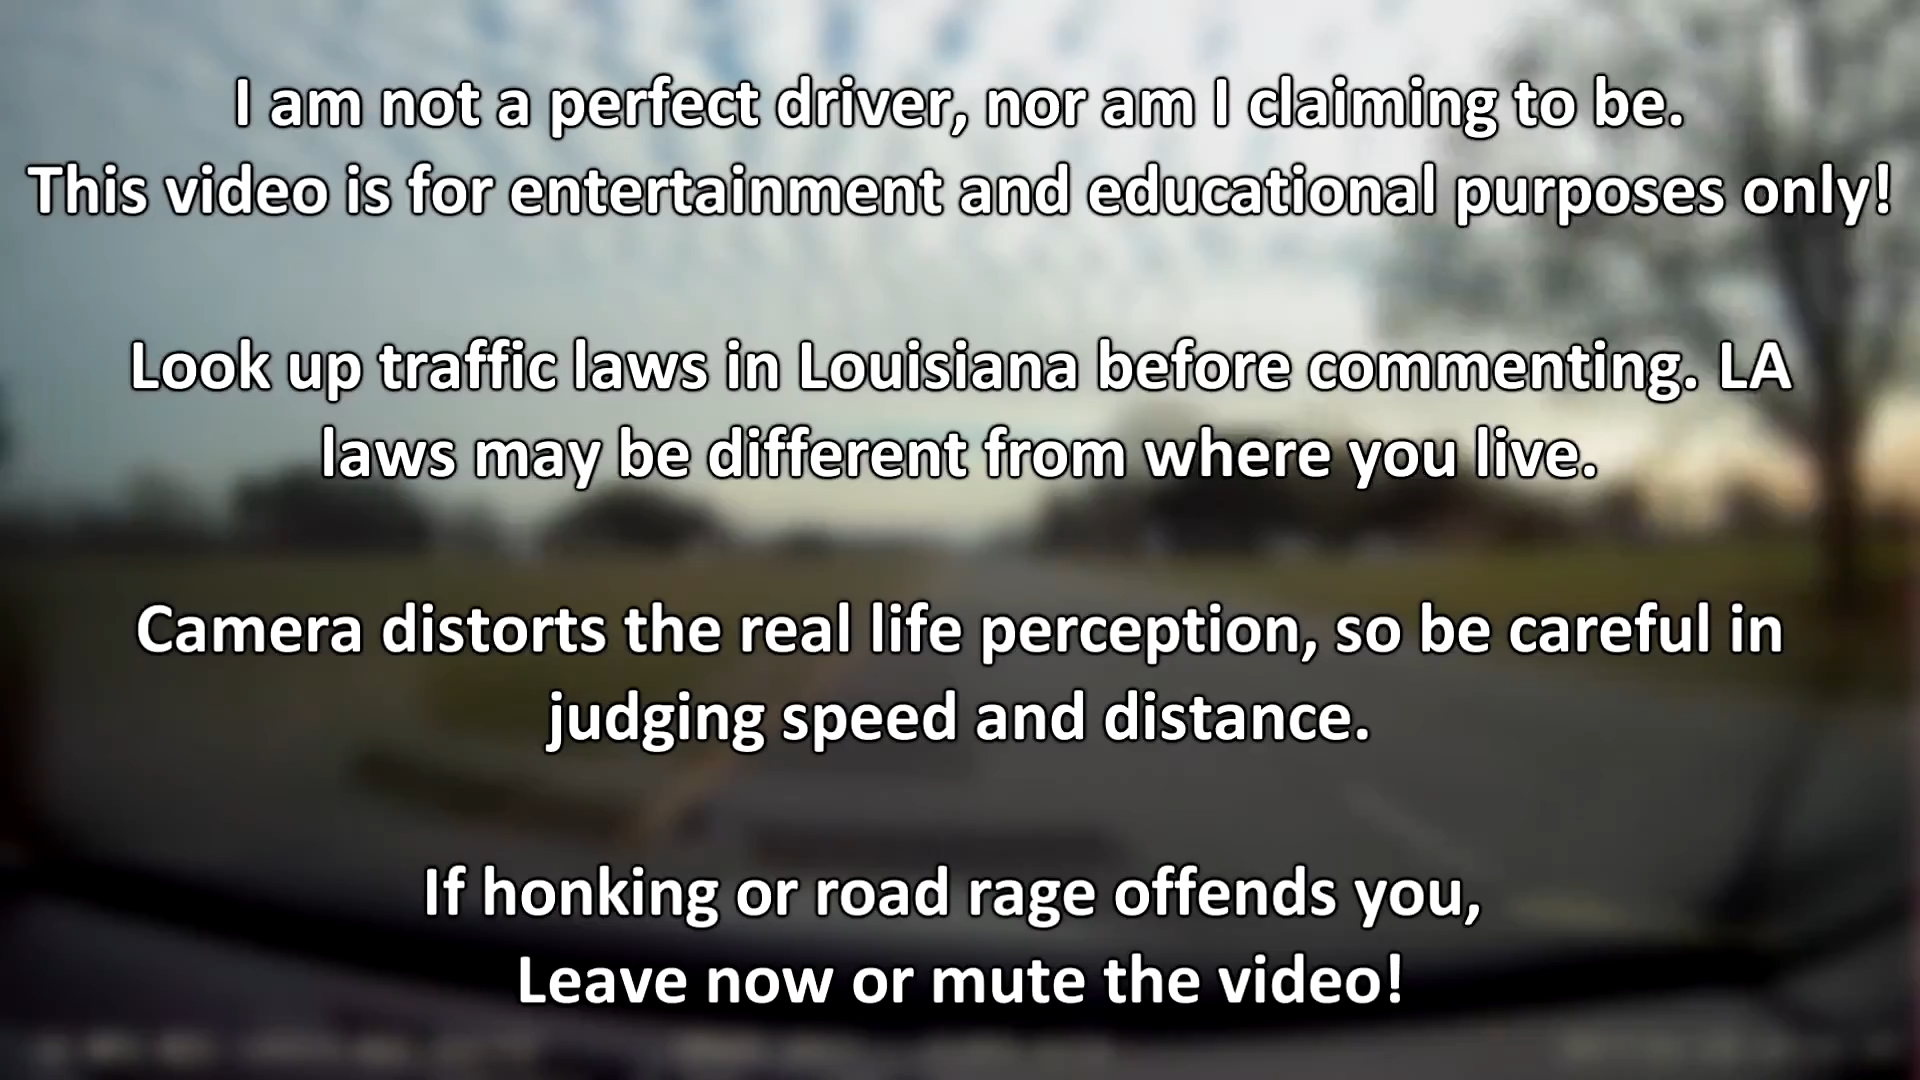 I am not a perfect driver, nor am I claiming to be.
This video is for entertainment and educational purposes only!
Look up traffic laws in Louisiana before commenting. LA
laws may be different from where you live.
Camera distorts the real life perception, so be careful in
judging speed and distance.
If honking or road rage offends you,
Leave now or mute the video!